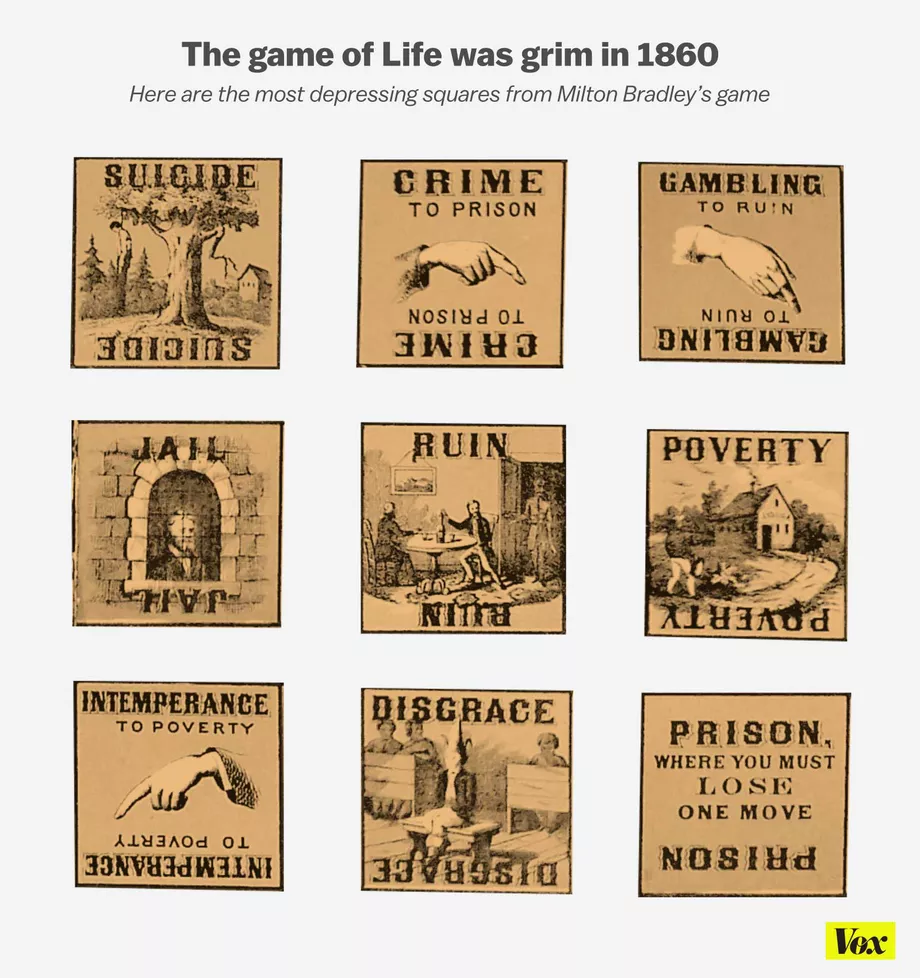 The game of Life was grim in 1860
Here are the most depressing squares from Milton Bradley's game
SUICIDE
SUICIDE
CRIME
TO PRISON
TO PRISON
CRIME
GAMBLING
TO RUIN
TO RUIN
GAMBLING
JAIL
JAIL
RUIN
RUIN
POVERTY
POVERTY
INTEMPERANCE
TO POVERTY
TO POVERTY
INTEMPERANCE
DISGRACE
DISGRACE
PRISON,
WHERE YOU MUST
LOSE
ONE MOVE
PRISON
Vox